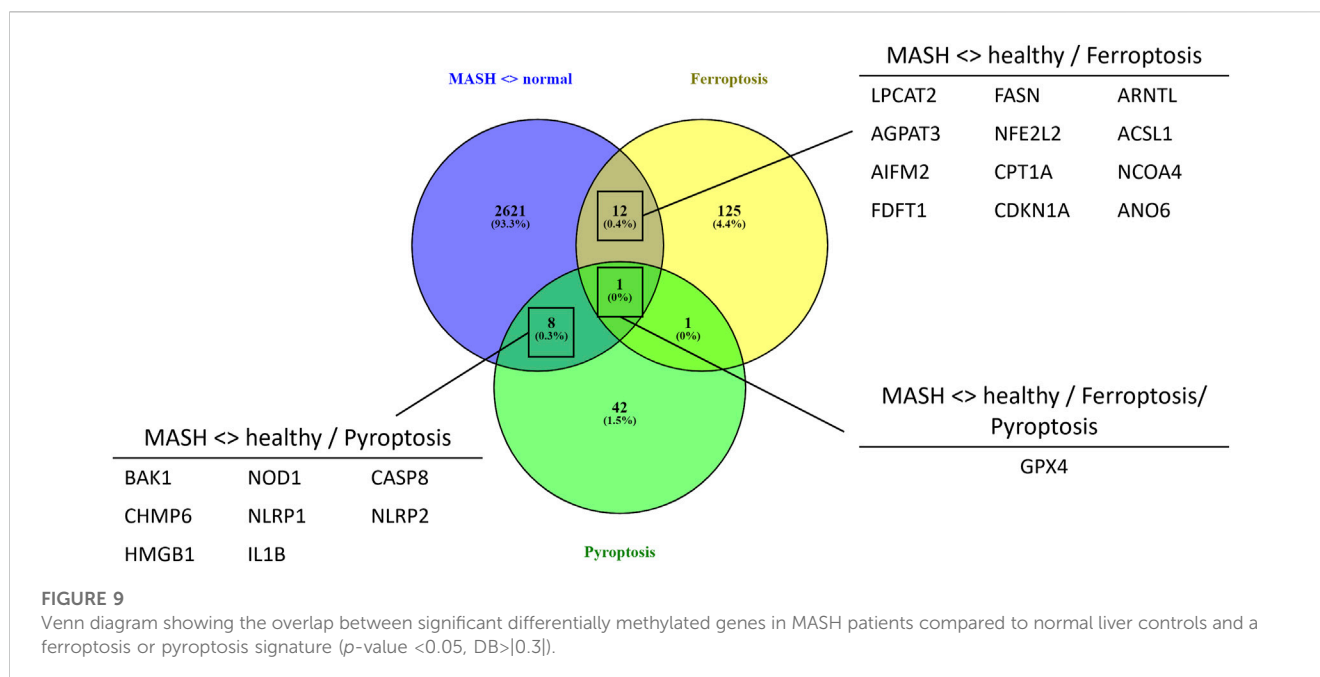 MASH <> healthy / Ferroptosis
MASH <> normal
Ferroptosis
LPCAT2 FASN ARNTL
AGPAT3 NFE2L2 ACSL1
AIFM2 CPT1A NCOA4
FDFT1 CDKN1A ANO6
2621
(93.3%)
12
(0.4%)
125
(4.4%)
1
(0%)
8
(0.3%)
1
(0%)
42
(1.5%)
MASH <> healthy / Ferroptosis/
Pyroptosis
GPX4
MASH <> healthy / Pyroptosis
BAK1 NOD1 CASP8
CHMP6 NLRP1 NLRP2
HMGB1 IL1B
Pyroptosis
FIGURE 9
Venn diagram showing the overlap between significant differentially methylated genes in MASH patients compared to normal liver controls and a
ferroptosis or pyroptosis signature (p-value <0.05, DB>|0.3|).